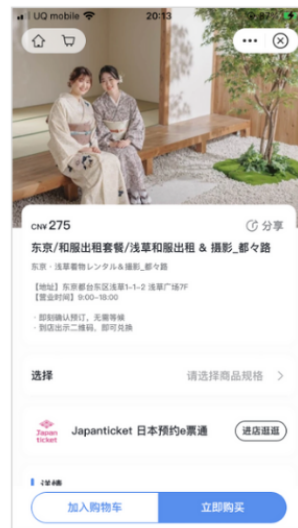 UQ mobile 20:13 87%
CN¥ 275 分享
东京/和服出租套餐/浅草和服出租 & 摄影_都々路
东京·浅草着物レンタル&撮影_都々路
【地址】东京都台东区浅草1-1-2 浅草广场7F
【营业时间】9:00-18:00
·即刻确认预订,无需等候
·到店出示二维码,即可兑换
选择 请选择商品规格
Japan ticket
Japanticket 日本预约e票通 进店逛逛
加入购物车 立即购买